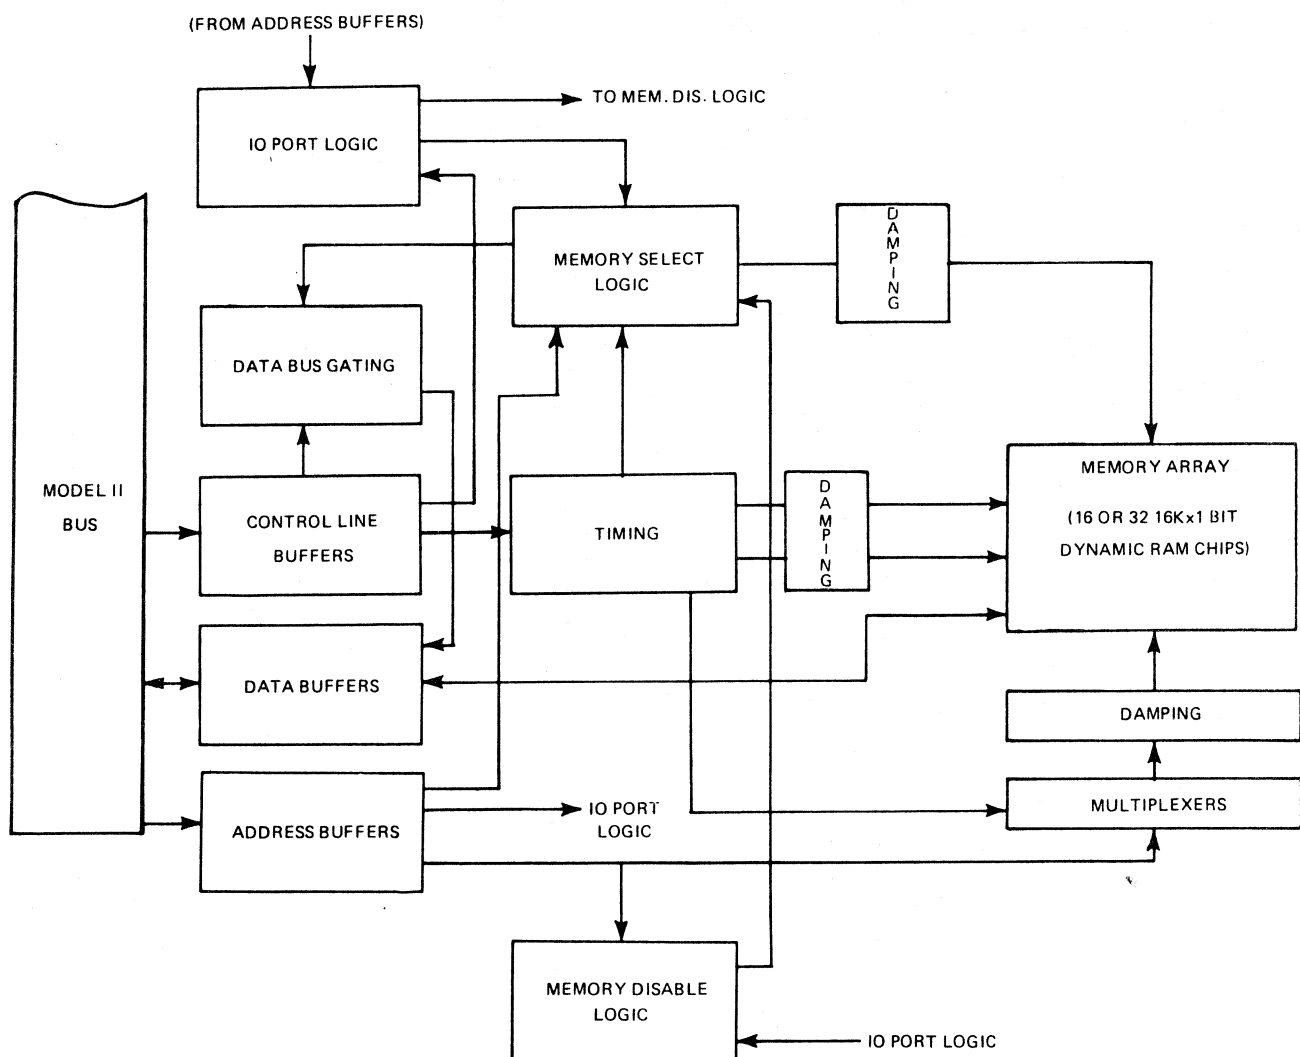 (FROM ADDRESS BUFFERS)
TO MEM. DIS. LOGIC
IO PORT LOGIC
MEMORY SELECT
LOGIC
DAMPING
DATA BUS GATING
MODEL II
BUS
CONTROL LINE
BUFFERS
TIMING
DAMPING
MEMORY ARRAY
(16 OR 32 16Kx1 BIT
DYNAMIC RAM CHIPS)
DATA BUFFERS
DAMPING
ADDRESS BUFFERS
IO PORT
LOGIC
MULTIPLEXERS
MEMORY DISABLE
LOGIC
IO PORT LOGIC